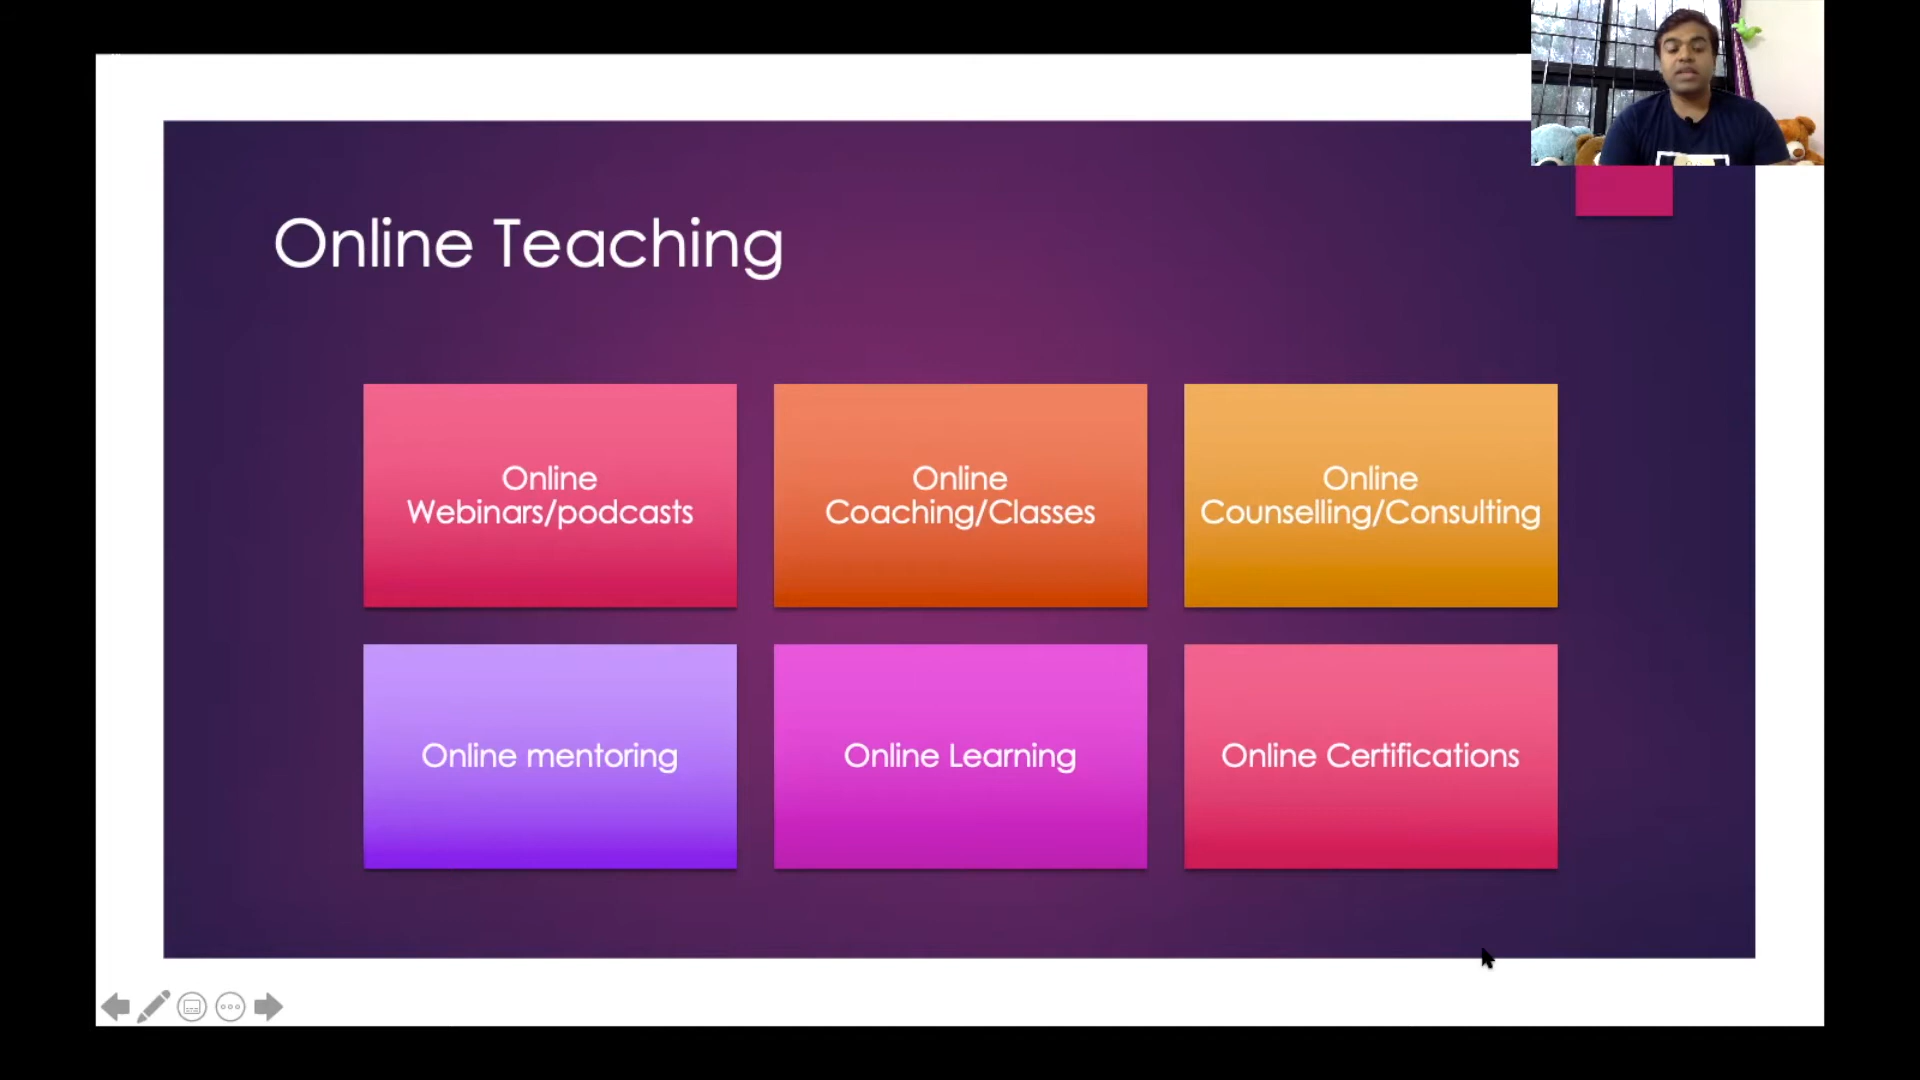 Online Teaching
Online
Webinars/podcasts
Online
Coaching/Classes
Online
Counselling/Consulting
Online mentoring
Online Learning
Online Certifications